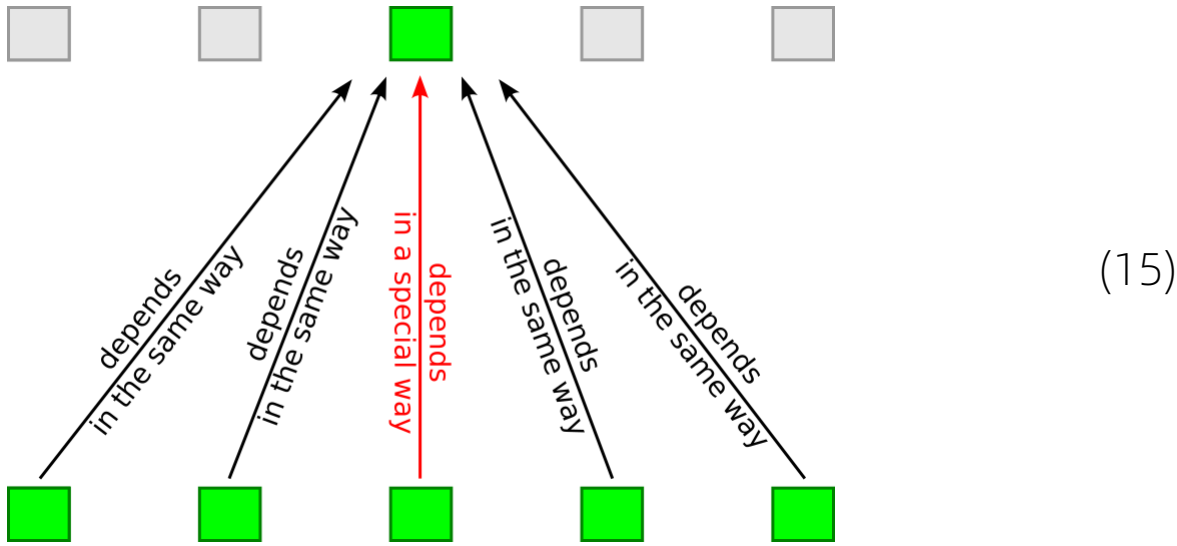 depends
in the same way
depends
in the same way
depends
in a special way
depends
in the same way
depends
in the same way
(15)